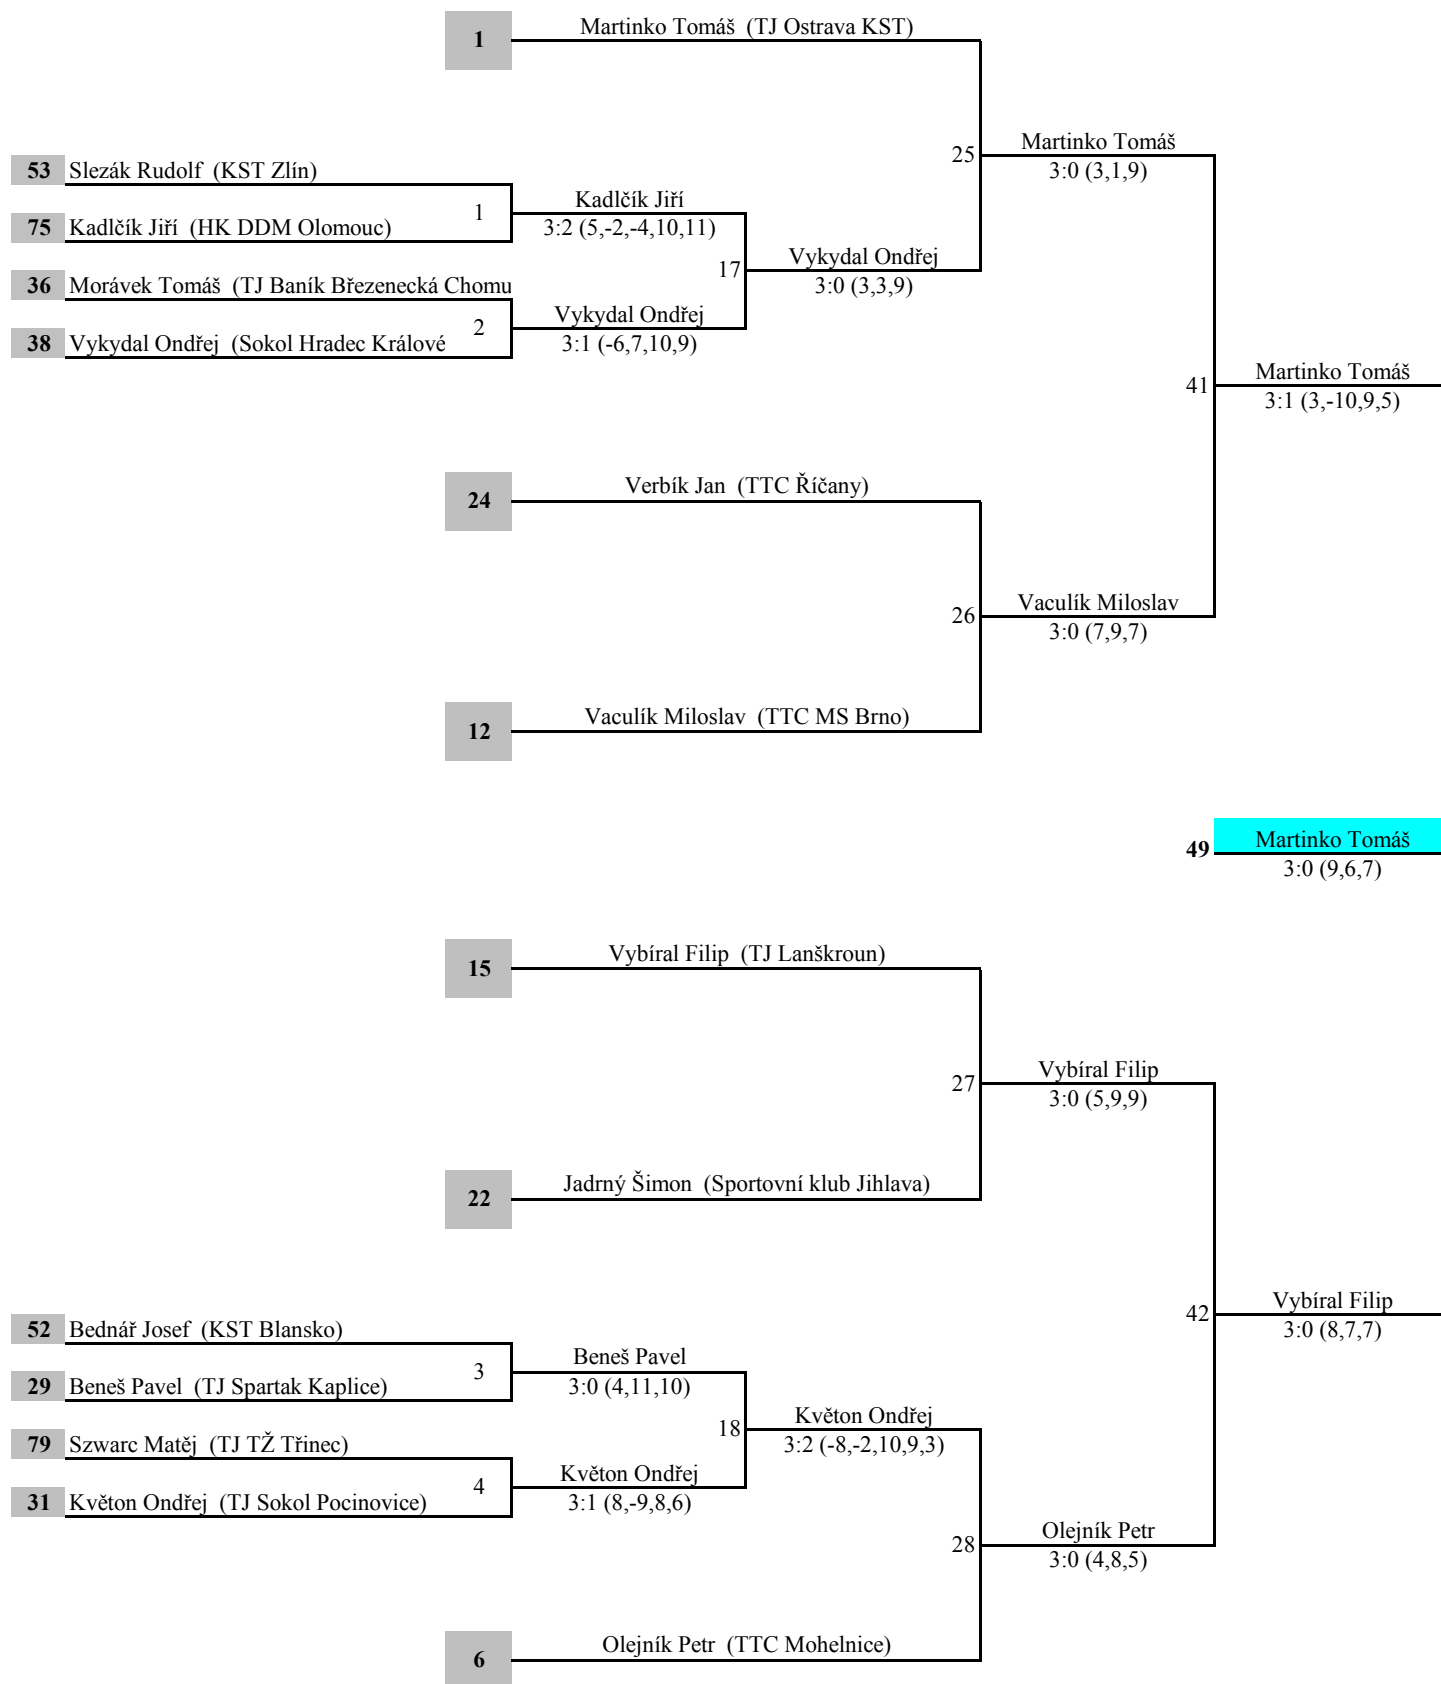 1 Martinko Tomáš (TJ Ostrava KST)
25 Martinko Tomáš
3:0 (3,1,9)
53 Slezák Rudolf (KST Zlín)
1 Kadlčík Jiří
3:2 (5,-2,-4,10,11)
75 Kadlčík Jiří (HK DDM Olomouc)
17 Vykydal Ondřej
3:0 (3,3,9)
36 Morávek Tomáš (TJ Baník Březenecká Chomu
2 Vykydal Ondřej
3:1 (-6,7,10,9)
38 Vykydal Ondřej (Sokol Hradec Králové
41 Martinko Tomáš
3:1 (3,-10,9,5)
24 Verbík Jan (TTC Říčany)
26 Vaculík Miloslav
3:0 (7,9,7)
12 Vaculík Miloslav (TTC MS Brno)
49 Martinko Tomáš
3:0 (9,6,7)
15 Vybíral Filip (TJ Lanškroun)
27 Vybíral Filip
3:0 (5,9,9)
22 Jadrný Šimon (Sportovní klub Jihlava)
42 Vybíral Filip
3:0 (8,7,7)
52 Bednář Josef (KST Blansko)
3 Beneš Pavel
3:0 (4,11,10)
29 Beneš Pavel (TJ Spartak Kaplice)
18 Květon Ondřej
3:2 (-8,-2,10,9,3)
79 Szwarc Matěj (TJ TŽ Třinec)
4 Květon Ondřej
3:1 (8,-9,8,6)
31 Květon Ondřej (TJ Sokol Pocinovice)
28 Olejník Petr
3:0 (4,8,5)
6 Olejník Petr (TTC Mohelnice)